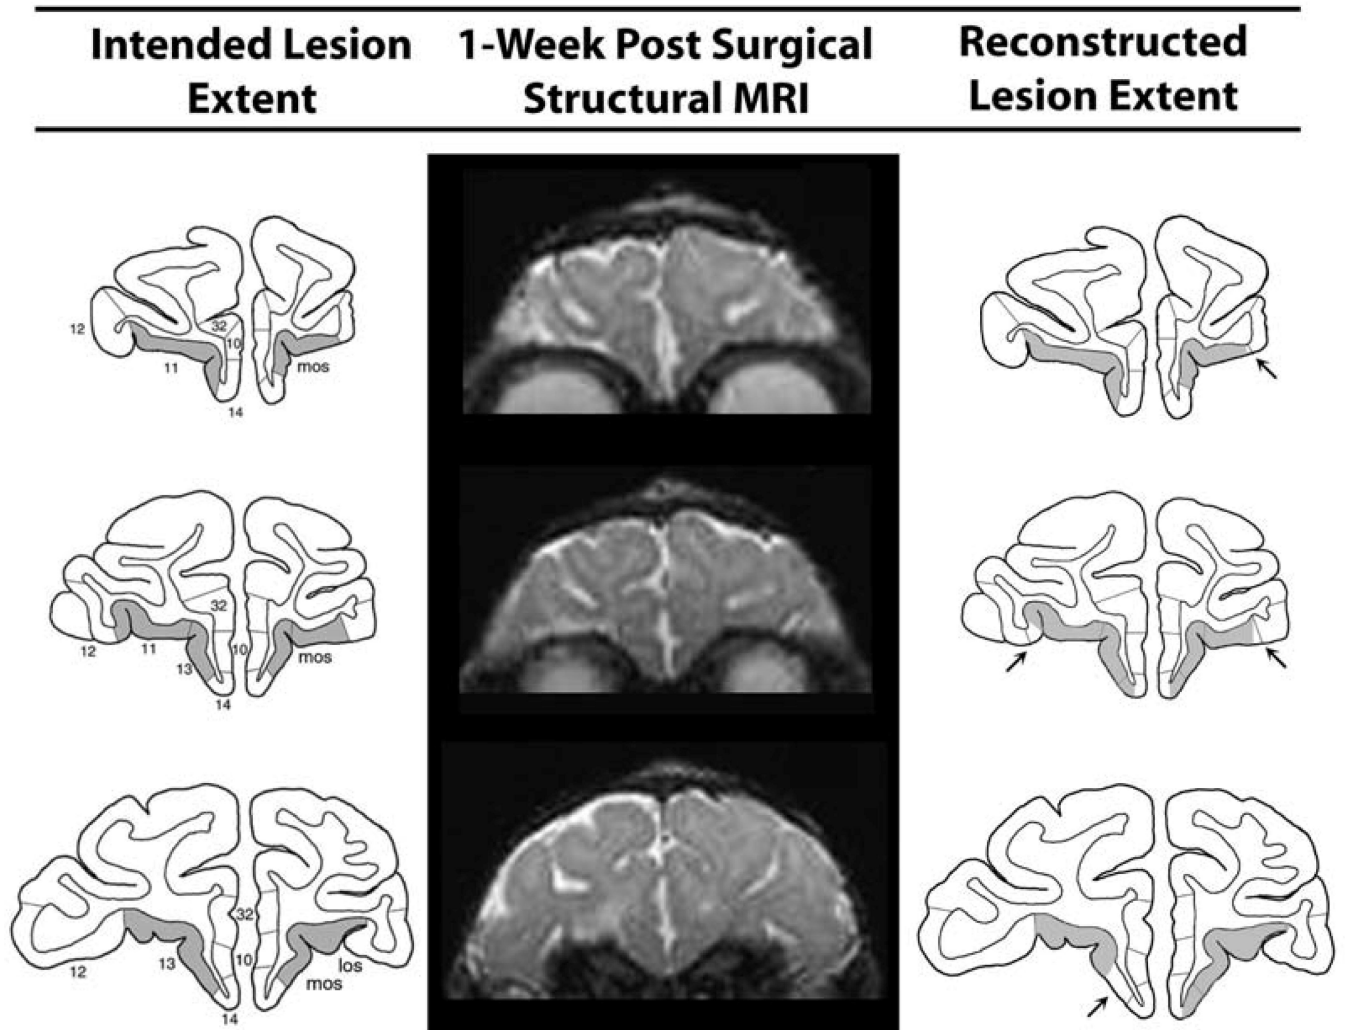 Intended Lesion
Extent
1-Week Post Surgical
Structural MRI
Reconstructed
Lesion Extent
12
32
10
11
mos
14
32
12
11
10
mos
13
14
32
12
13
10
los
mos
14